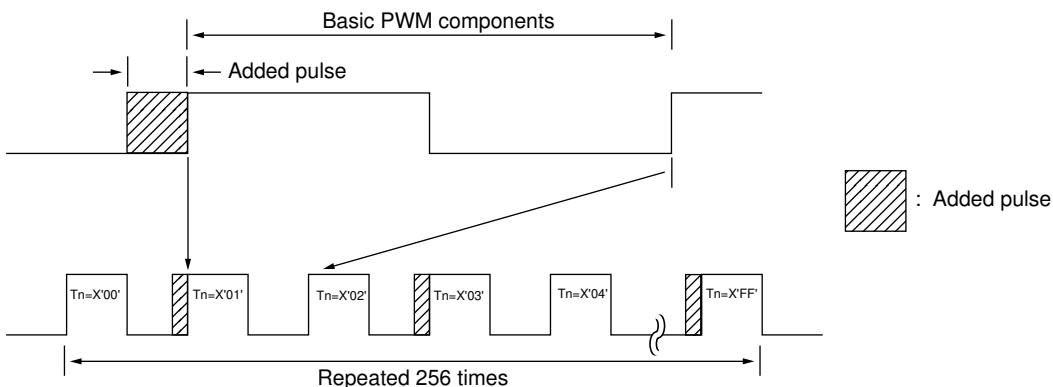 Basic PWM components
Added pulse
: Added pulse
Tn=X'00'
Tn=X'01'
Tn=X'02'
Tn=X'03'
Tn=X'04'
Tn=X'FF'
Repeated 256 times